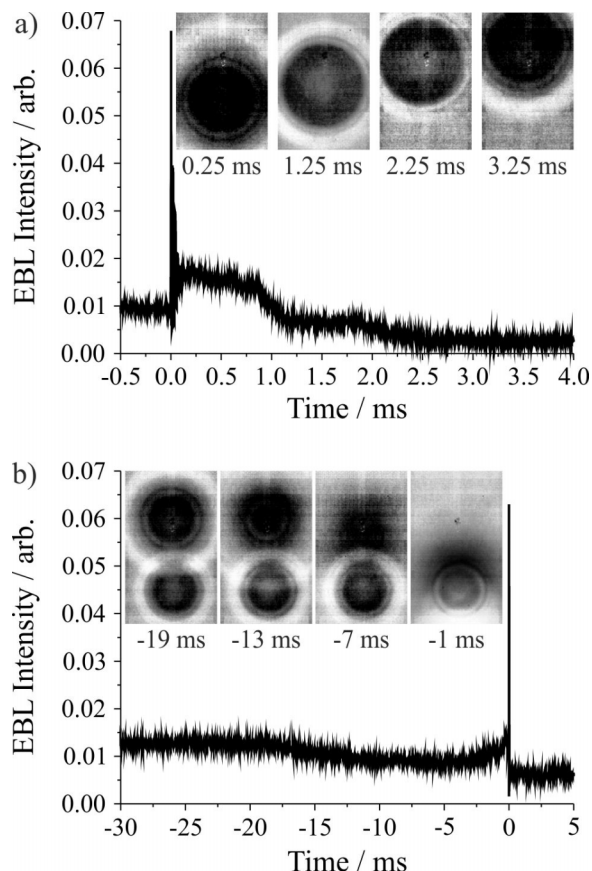 a)
0.07
0.06
0.05
0.04
0.03
0.02
0.01
0.00
EBL Intensity / arb.
0.25 ms 1.25 ms 2.25 ms 3.25 ms
-0.5 0.0 0.5 1.0 1.5 2.0 2.5 3.0 3.5 4.0
Time / ms
b)
0.07
0.06
0.05
0.04
0.03
0.02
0.01
0.00
EBL Intensity / arb.
-19 ms -13 ms -7 ms -1 ms
-30 -25 -20 -15 -10 -5 0 5
Time / ms